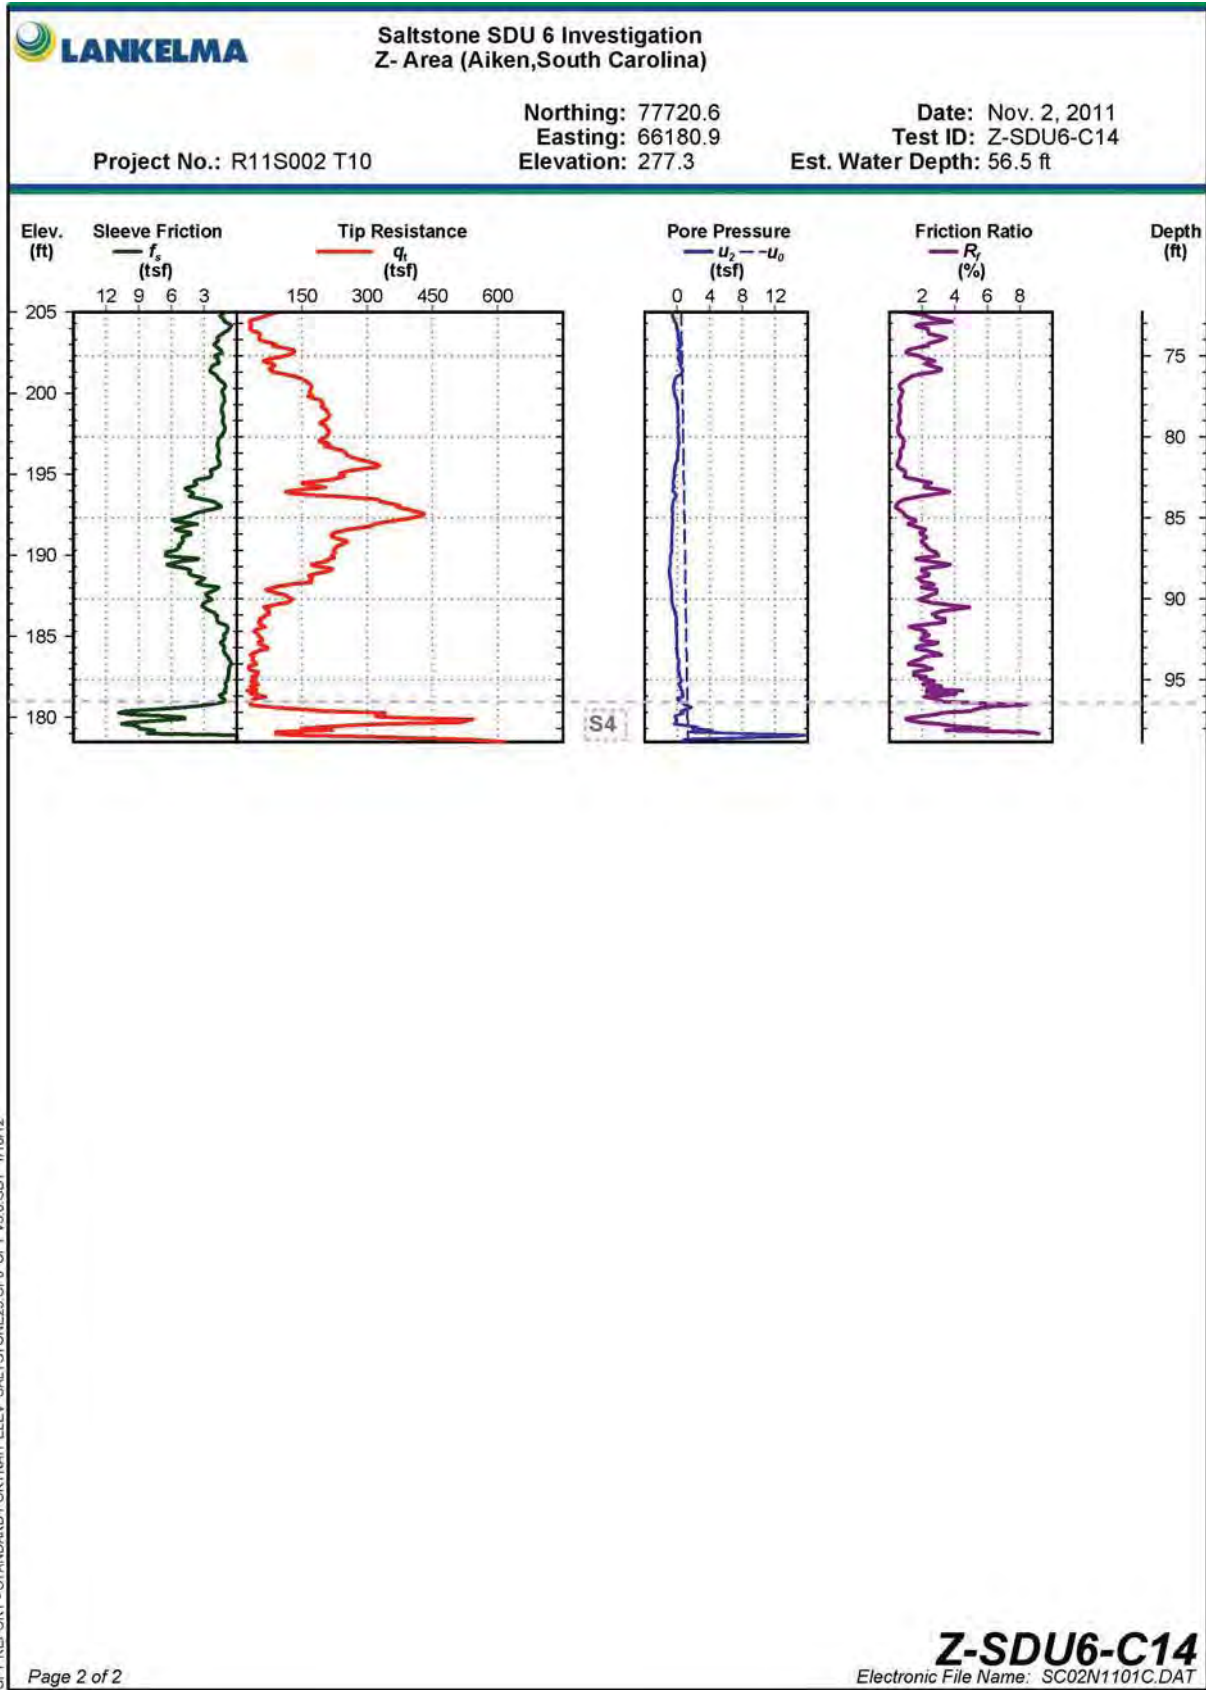 LANKELMA
Saltstone SDU 6 Investigation
Z- Area (Aiken,South Carolina)
Northing: 77720.6
Date: Nov. 2, 2011
Easting: 66180.9
Test ID: Z-SDU6-C14
Project No.: R11S002 T10
Elevation: 277.3
Est. Water Depth: 56.5 ft
Elev. (ft)
Sleeve Friction
fs
(tsf)
12 9 6 3
Tip Resistance
qt
(tsf)
150 300 450 600
Pore Pressure
u2 u0
(tsf)
0 4 8 12
Friction Ratio
Rf
(%)
2 4 6 8
Depth (ft)
205
200
195
190
185
180
S4
75
80
85
90
95
Z-SDU6-C14
Page 2 of 2
Electronic File Name: SC02N1101C.DAT